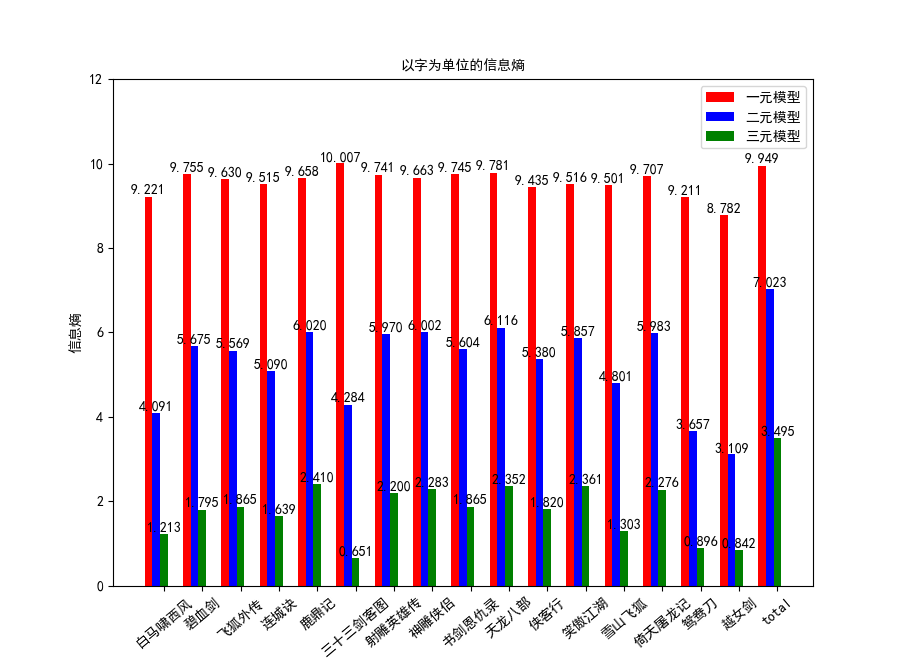 以字为单位的信息熵
一元模型
二元模型
三元模型
信息熵
12
10
8
6
4
2
0
9.221 9.755 9.630 9.515 9.658 10.007 9.741 9.663 9.745 9.781 9.435 9.516 9.501 9.707 9.211 8.782 9.949
4.091 5.675 5.569 5.090 6.020 4.284 5.970 6.002 5.604 6.116 5.380 5.857 4.801 5.983 3.657 3.109 7.023
1.213 1.795 1.865 1.639 2.410 0.651 2.200 2.283 1.865 2.352 1.820 2.361 1.303 2.276 0.896 0.842 3.495
白马啸西风
碧血剑
飞狐外传
连城诀
鹿鼎记
三十三剑客图
射雕英雄传
神雕侠侣
书剑恩仇录
天龙八部
侠客行
笑傲江湖
雪山飞狐
倚天屠龙记
鸳鸯刀
越女剑
total